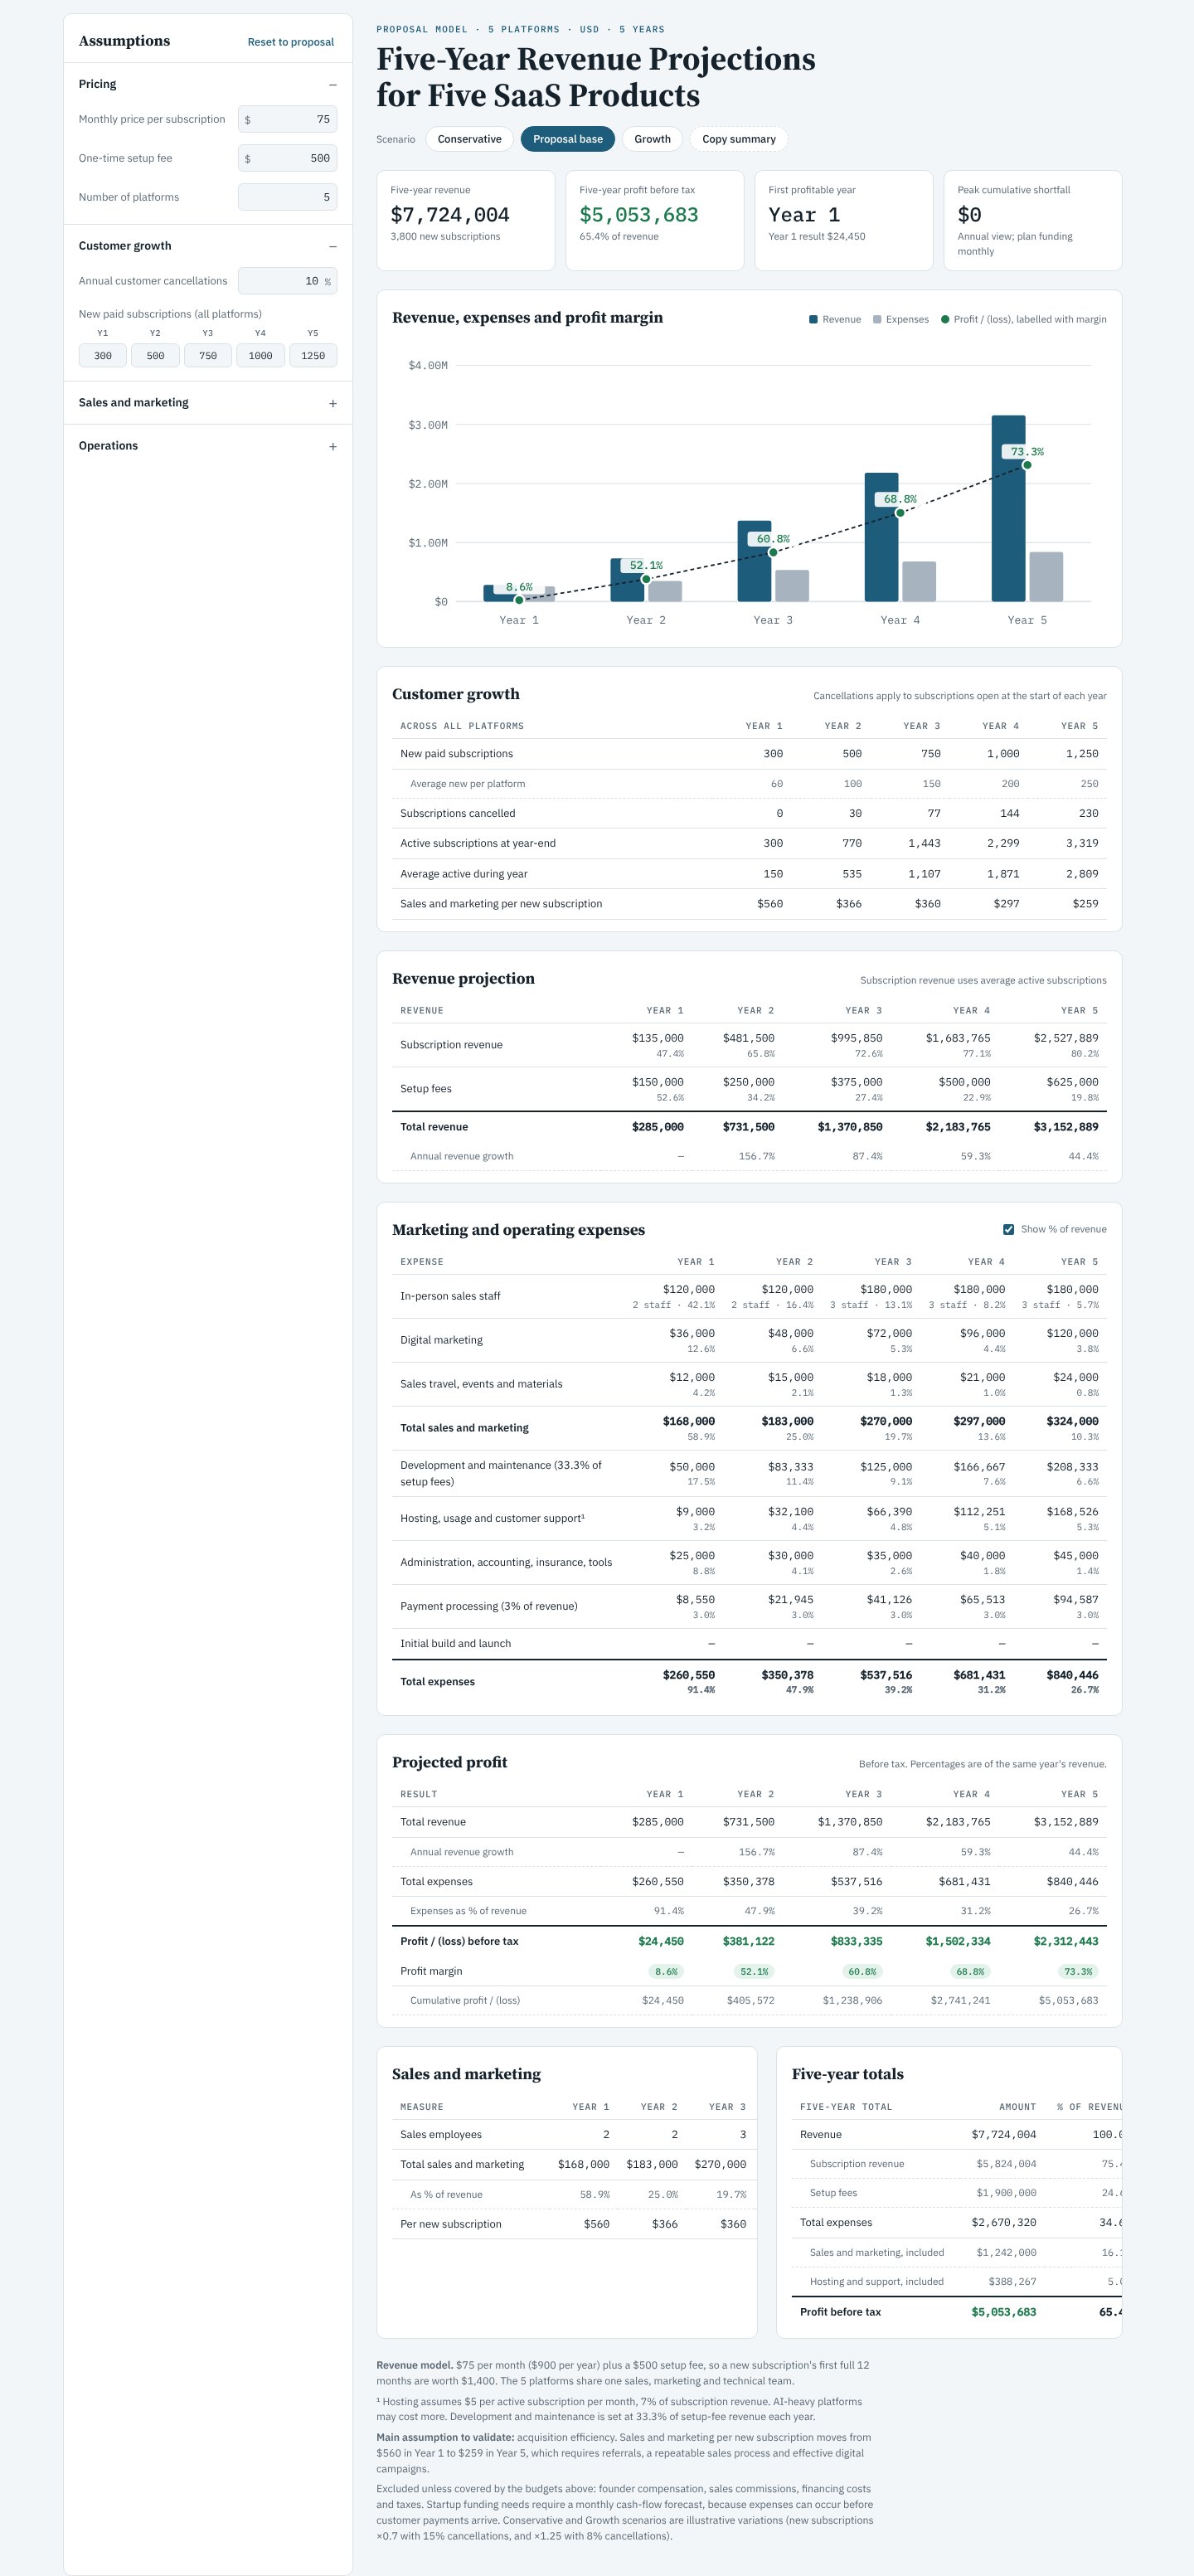 Assumptions Reset to proposal
Pricing −
Monthly price per subscription $ 75
One-time setup fee $ 500
Number of platforms 5
Customer growth −
Annual customer cancellations 10 %
New paid subscriptions (all platforms)
Y1 Y2 Y3 Y4 Y5
300 500 750 1000 1250
Sales and marketing +
Operations +
PROPOSAL MODEL · 5 PLATFORMS · USD · 5 YEARS
Five-Year Revenue Projections
for Five SaaS Products
Scenario Conservative Proposal base Growth Copy summary
Five-year revenue
$7,724,004
3,800 new subscriptions
Five-year profit before tax
$5,053,683
65.4% of revenue
First profitable year
Year 1
Year 1 result $24,450
Peak cumulative shortfall
$0
Annual view; plan funding
monthly
Revenue, expenses and profit margin
Revenue Expenses Profit / (loss), labelled with margin
$4.00M
$3.00M
$2.00M
$1.00M
$0
8.6% 52.1% 60.8% 68.8% 73.3%
Year 1 Year 2 Year 3 Year 4 Year 5
Customer growth Cancellations apply to subscriptions open at the start of each year
ACROSS ALL PLATFORMS YEAR 1 YEAR 2 YEAR 3 YEAR 4 YEAR 5
New paid subscriptions 300 500 750 1,000 1,250
Average new per platform 60 100 150 200 250
Subscriptions cancelled 0 30 77 144 230
Active subscriptions at year-end 300 770 1,443 2,299 3,319
Average active during year 150 535 1,107 1,871 2,809
Sales and marketing per new subscription $560 $366 $360 $297 $259
Revenue projection Subscription revenue uses average active subscriptions
REVENUE YEAR 1 YEAR 2 YEAR 3 YEAR 4 YEAR 5
Subscription revenue $135,000 $481,500 $995,850 $1,683,765 $2,527,889
47.4% 65.8% 72.6% 77.1% 80.2%
Setup fees $150,000 $250,000 $375,000 $500,000 $625,000
52.6% 34.2% 27.4% 22.9% 19.8%
Total revenue $285,000 $731,500 $1,370,850 $2,183,765 $3,152,889
Annual revenue growth — 156.7% 87.4% 59.3% 44.4%
Marketing and operating expenses Show % of revenue
EXPENSE YEAR 1 YEAR 2 YEAR 3 YEAR 4 YEAR 5
In-person sales staff $120,000 $120,000 $180,000 $180,000 $180,000
2 staff · 42.1% 2 staff · 16.4% 3 staff · 13.1% 3 staff · 8.2% 3 staff · 5.7%
Digital marketing $36,000 $48,000 $72,000 $96,000 $120,000
12.6% 6.6% 5.3% 4.4% 3.8%
Sales travel, events and materials $12,000 $15,000 $18,000 $21,000 $24,000
4.2% 2.1% 1.3% 1.0% 0.8%
Total sales and marketing $168,000 $183,000 $270,000 $297,000 $324,000
58.9% 25.0% 19.7% 13.6% 10.3%
Development and maintenance (33.3% of
setup fees) $50,000 $83,333 $125,000 $166,667 $208,333
17.5% 11.4% 9.1% 7.6% 6.6%
Hosting, usage and customer support¹ $9,000 $32,100 $66,390 $112,251 $168,526
3.2% 4.4% 4.8% 5.1% 5.3%
Administration, accounting, insurance, tools $25,000 $30,000 $35,000 $40,000 $45,000
8.8% 4.1% 2.6% 1.8% 1.4%
Payment processing (3% of revenue) $8,550 $21,945 $41,126 $65,513 $94,587
3.0% 3.0% 3.0% 3.0% 3.0%
Initial build and launch — — — — —
Total expenses $260,550 $350,378 $537,516 $681,431 $840,446
91.4% 47.9% 39.2% 31.2% 26.7%
Projected profit Before tax. Percentages are of the same year's revenue.
RESULT YEAR 1 YEAR 2 YEAR 3 YEAR 4 YEAR 5
Total revenue $285,000 $731,500 $1,370,850 $2,183,765 $3,152,889
Annual revenue growth — 156.7% 87.4% 59.3% 44.4%
Total expenses $260,550 $350,378 $537,516 $681,431 $840,446
Expenses as % of revenue 91.4% 47.9% 39.2% 31.2% 26.7%
Profit / (loss) before tax $24,450 $381,122 $833,335 $1,502,334 $2,312,443
Profit margin 8.6% 52.1% 60.8% 68.8% 73.3%
Cumulative profit / (loss) $24,450 $405,572 $1,238,906 $2,741,241 $5,053,683
Sales and marketing
MEASURE YEAR 1 YEAR 2 YEAR 3
Sales employees 2 2 3
Total sales and marketing $168,000 $183,000 $270,000
As % of revenue 58.9% 25.0% 19.7%
Per new subscription $560 $366 $360
Five-year totals
FIVE-YEAR TOTAL AMOUNT % OF
Revenue $7,724,004
Subscription revenue $5,824,004
Setup fees $1,900,000
Total expenses $2,670,320
Sales and marketing, included $1,242,000
Hosting and support, included $388,267
Profit before tax $5,053,683
Revenue model. $75 per month ($900 per year) plus a $500 setup fee, so a new subscription's first full 12
months are worth $1,400. The 5 platforms share one sales, marketing and technical team.
¹ Hosting assumes $5 per active subscription per month, 7% of subscription revenue. AI-heavy platforms
may cost more. Development and maintenance is set at 33.3% of setup-fee revenue each year.
Main assumption to validate: acquisition efficiency. Sales and marketing per new subscription moves from
$560 in Year 1 to $259 in Year 5, which requires referrals, a repeatable sales process and effective digital
campaigns.
Excluded unless covered by the budgets above: founder compensation, sales commissions, financing costs
and taxes. Startup funding needs require a monthly cash-flow forecast, because expenses can occur before
customer payments arrive. Conservative and Growth scenarios are illustrative variations (new subscriptions
×0.7 with 15% cancellations, and ×1.25 with 8% cancellations).